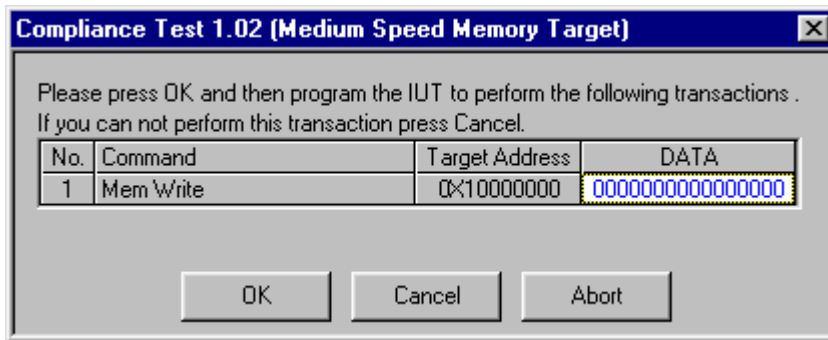 Compliance Test 1.02 (Medium Speed Memory Target)
Please press OK and then program the IUT to perform the following transactions .
If you can not perform this transaction press Cancel.
No. Command Target Address DATA
1 Mem Write 0X10000000 0000000000000000
OK Cancel Abort